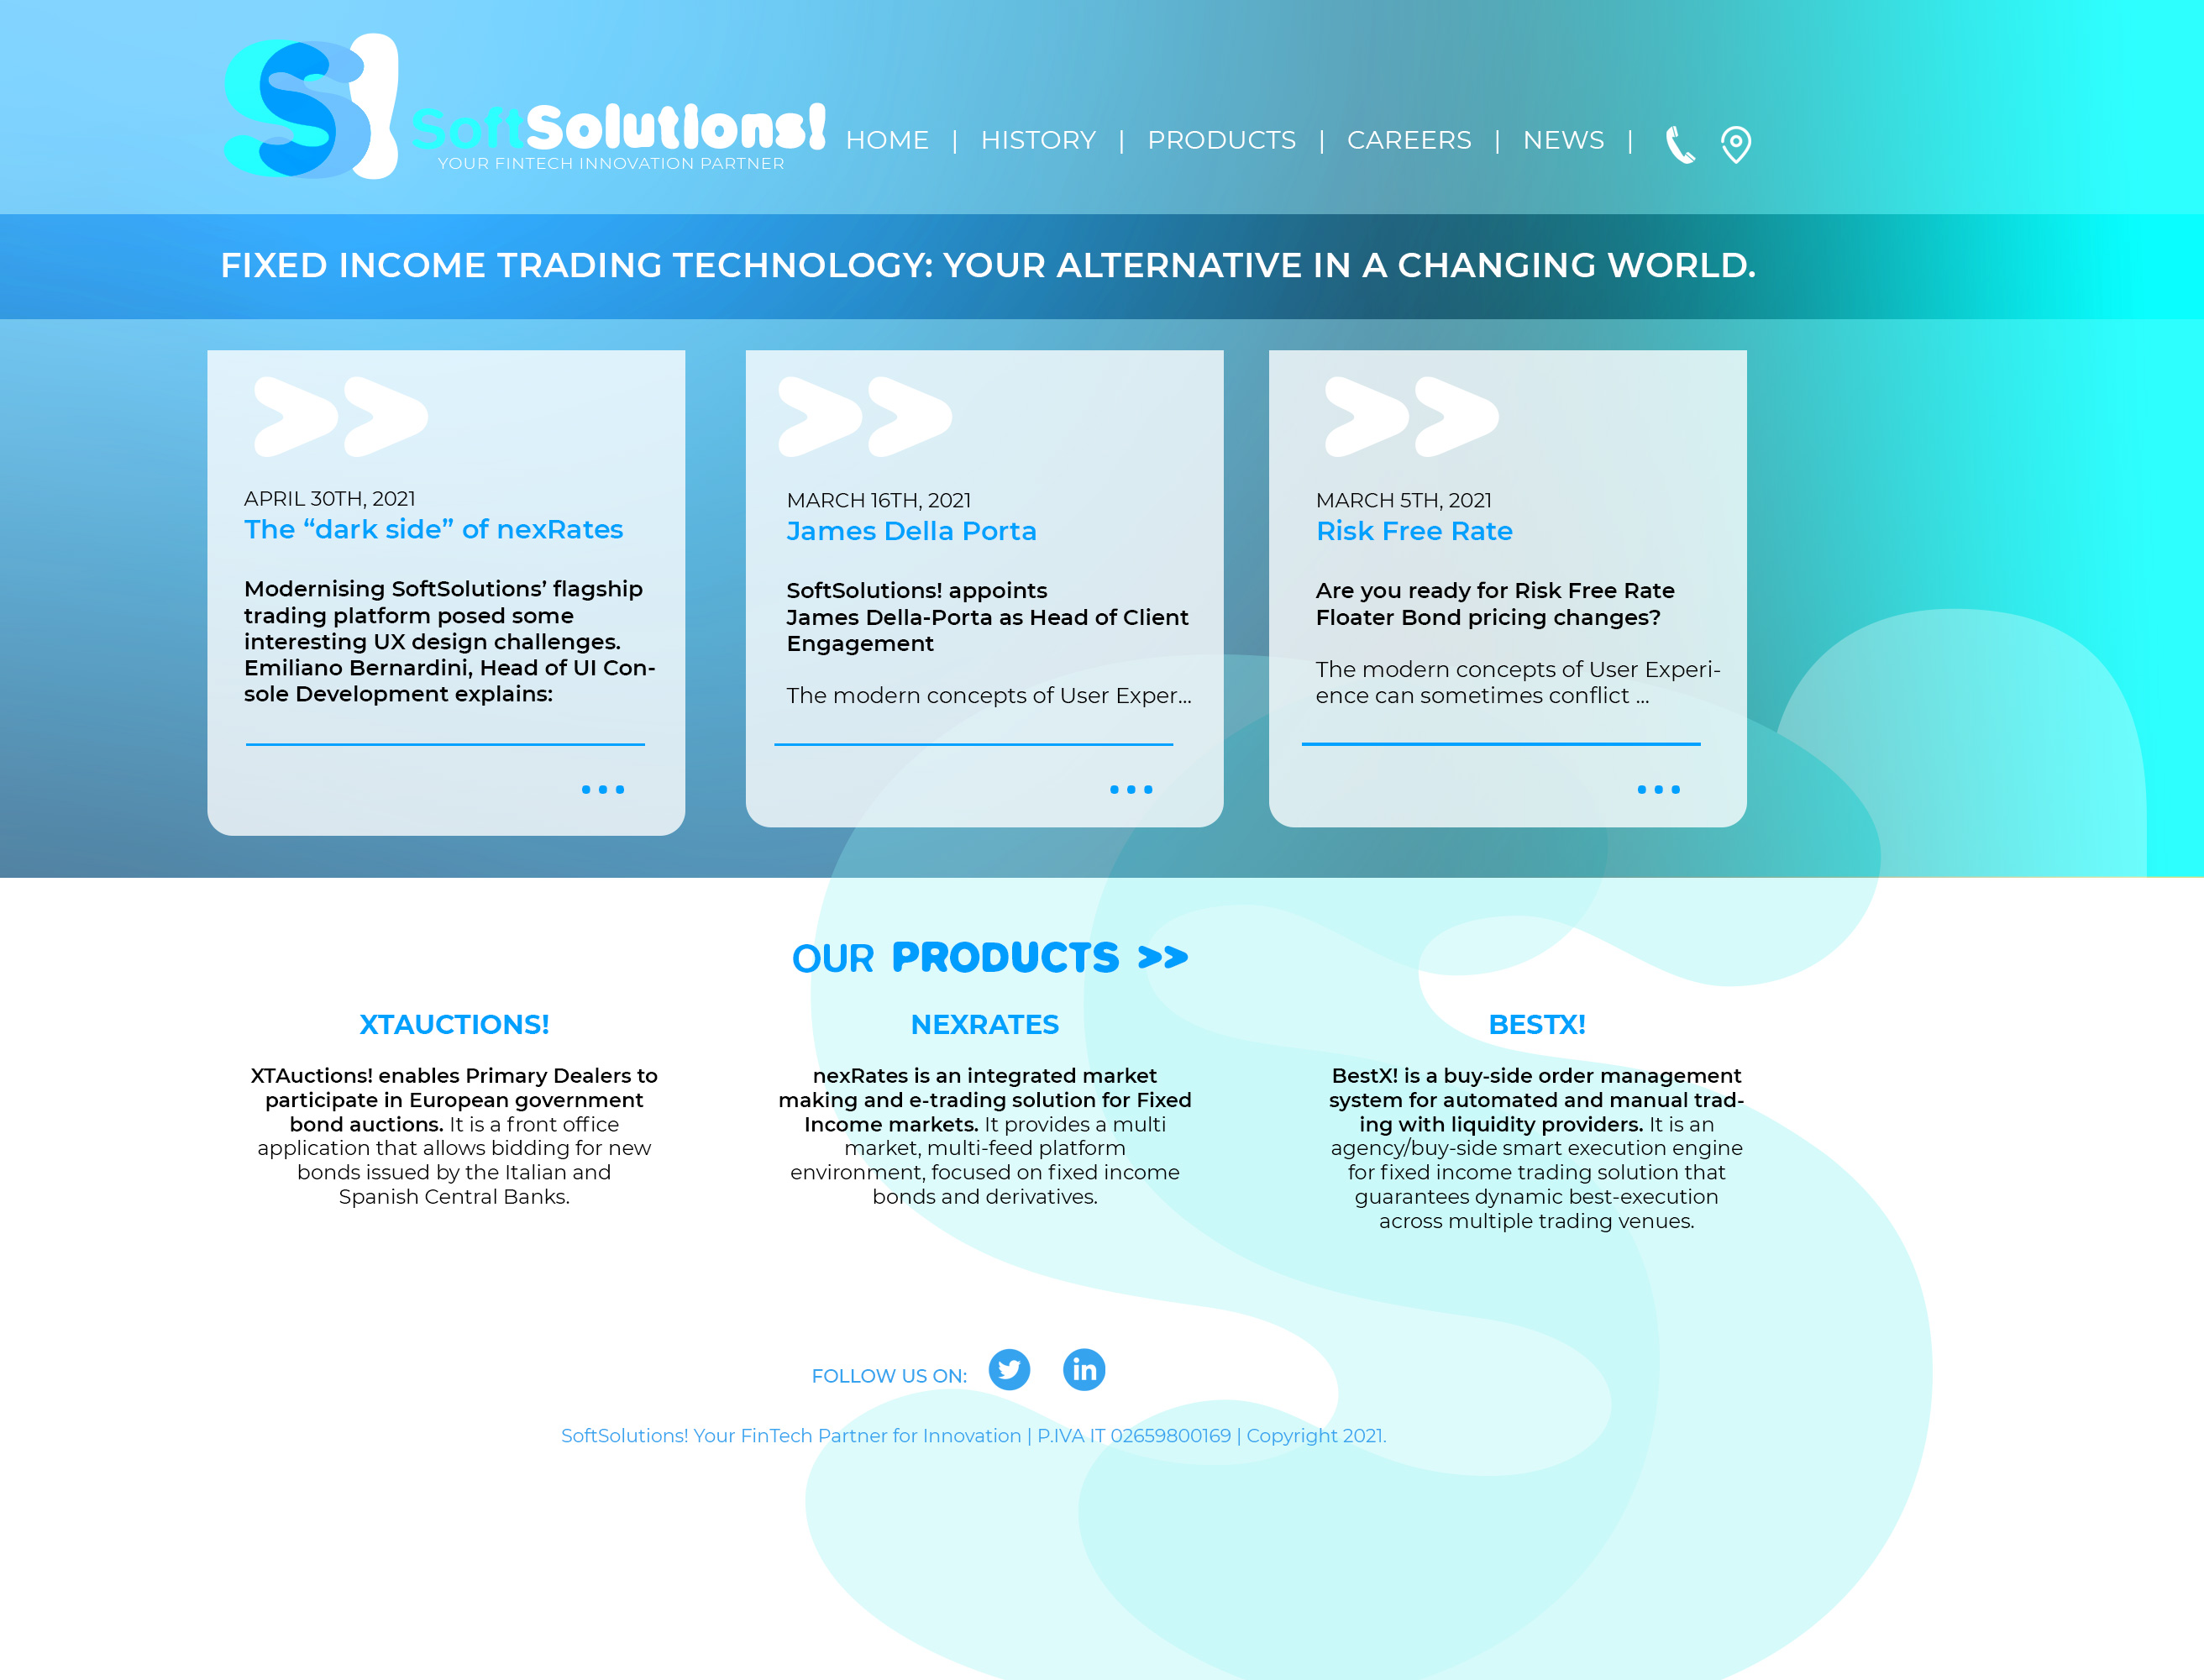 SS!
SoftSolutions!
YOUR FINTECH INNOVATION PARTNER
HOME | HISTORY | PRODUCTS | CAREERS | NEWS |
FIXED INCOME TRADING TECHNOLOGY: YOUR ALTERNATIVE IN A CHANGING WORLD.
>>
APRIL 30TH, 2021
The “dark side” of nexRates
Modernising SoftSolutions’ flagship
trading platform posed some
interesting UX design challenges.
Emiliano Bernardini, Head of UI Con-
sole Development explains:
...
>>
MARCH 16TH, 2021
James Della Porta
SoftSolutions! appoints
James Della-Porta as Head of Client
Engagement
The modern concepts of User Exper...
...
>>
MARCH 5TH, 2021
Risk Free Rate
Are you ready for Risk Free Rate
Floater Bond pricing changes?
The modern concepts of User Experi-
ence can sometimes conflict ...
...
OUR PRODUCTS >>
XTAUCTIONS!
XTAuctions! enables Primary Dealers to
participate in European government
bond auctions. It is a front office
application that allows bidding for new
bonds issued by the Italian and
Spanish Central Banks.
NEXRATES
nexRates is an integrated market
making and e-trading solution for Fixed
Income markets. It provides a multi
market, multi-feed platform
environment, focused on fixed income
bonds and derivatives.
BESTX!
BestX! is a buy-side order management
system for automated and manual trad-
ing with liquidity providers. It is an
agency/buy-side smart execution engine
for fixed income trading solution that
guarantees dynamic best-execution
across multiple trading venues.
FOLLOW US ON:
in
SoftSolutions! Your FinTech Partner for Innovation | P.IVA IT 02659800169 | Copyright 2021.